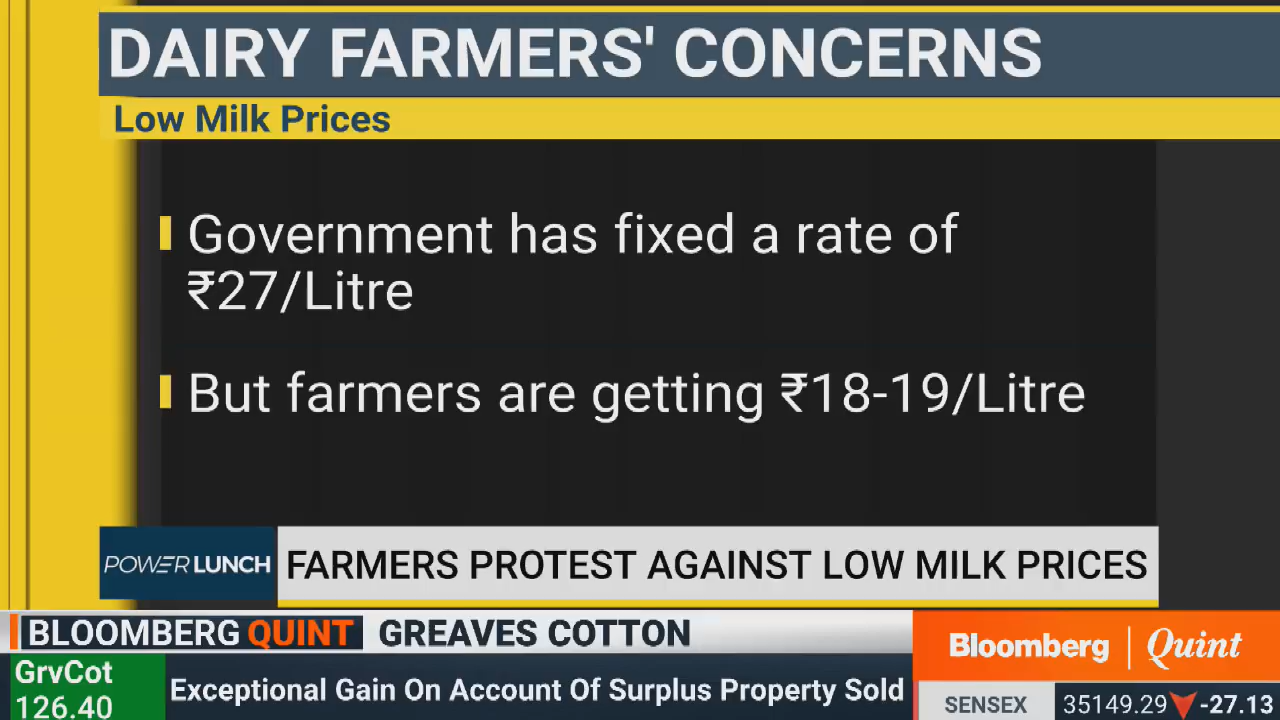 DAIRY FARMERS' CONCERNS
Low Milk Prices
Government has fixed a rate of
₹27/Litre
But farmers are getting ₹18-19/Litre
POWER LUNCH
FARMERS PROTEST AGAINST LOW MILK PRICES
BLOOMBERG QUINT GREAVES COTTON
GrvCot
126.40
Exceptional Gain On Account Of Surplus Property Sold
Bloomberg | Quint
SENSEX 35149.29 -27.13